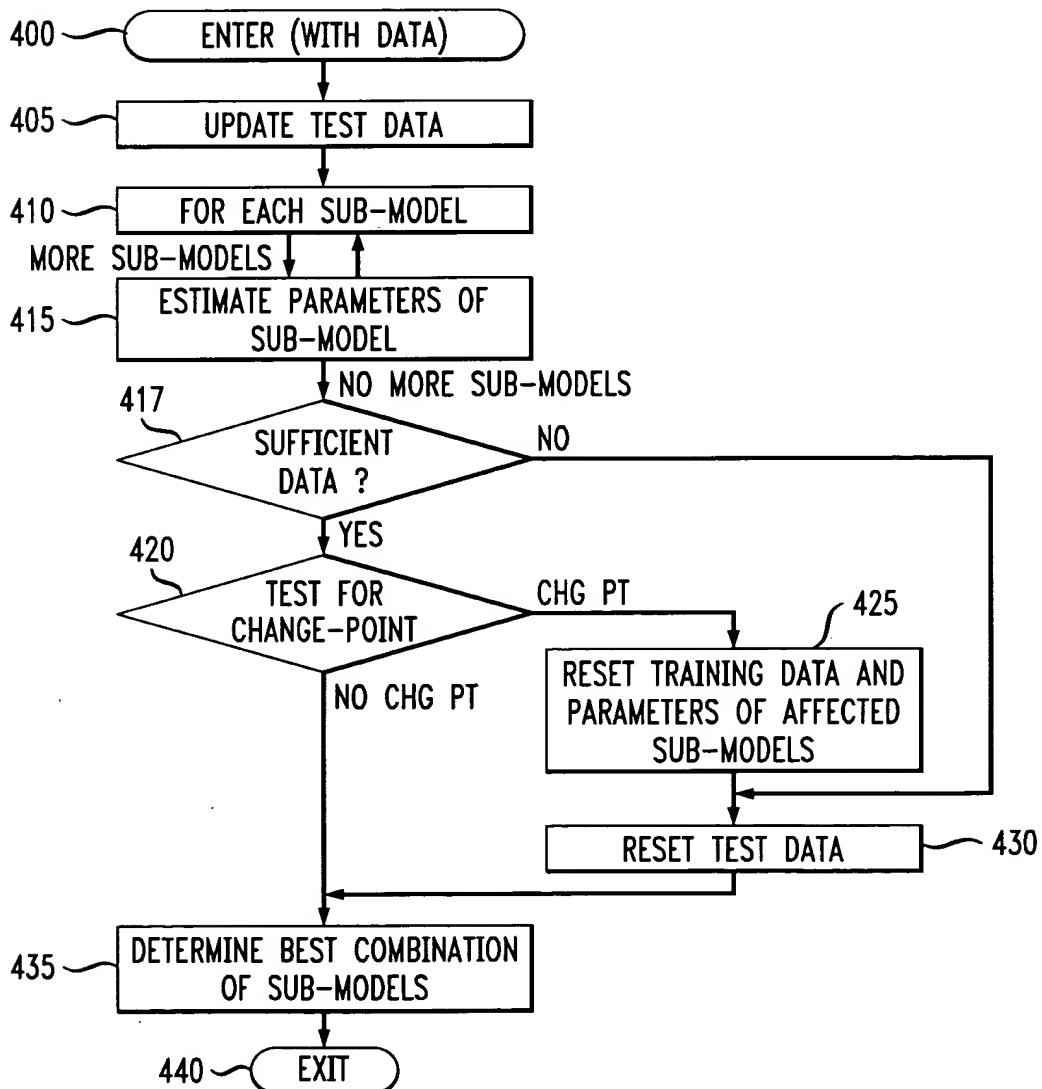 400
ENTER (WITH DATA)
405
UPDATE TEST DATA
410
FOR EACH SUB-MODEL
MORE SUB-MODELS
415
ESTIMATE PARAMETERS OF
SUB-MODEL
NO MORE SUB-MODELS
417
SUFFICIENT
DATA ?
NO
YES
420
TEST FOR
CHANGE-POINT
CHG PT
425
RESET TRAINING DATA AND
PARAMETERS OF AFFECTED
SUB-MODELS
NO CHG PT
RESET TEST DATA
430
435
DETERMINE BEST COMBINATION
OF SUB-MODELS
440
EXIT